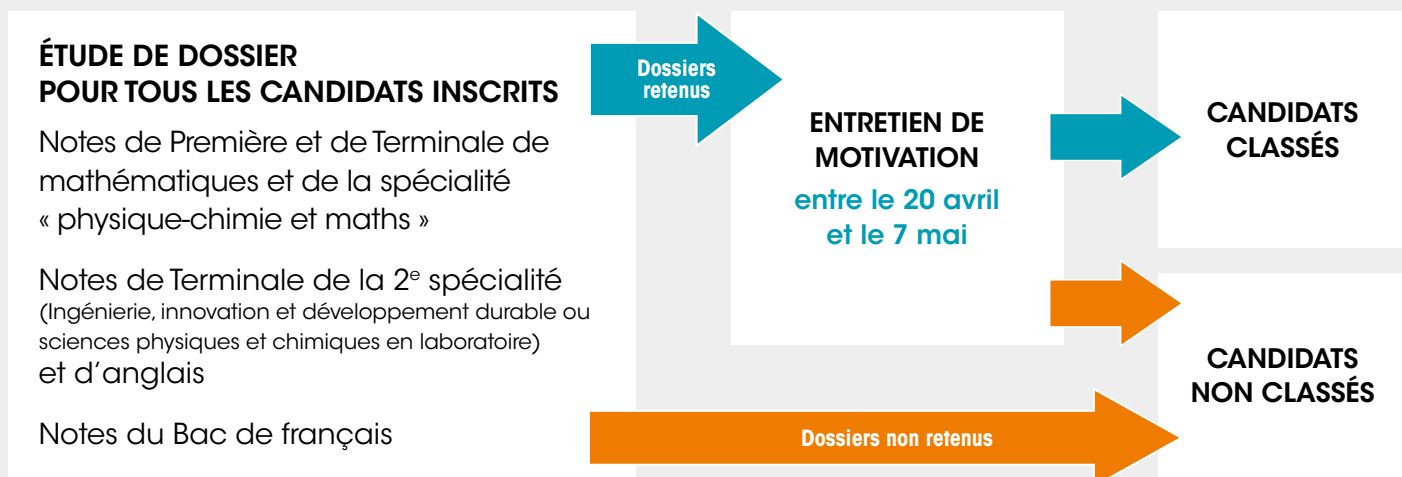 ÉTUDE DE DOSSIER
POUR TOUS LES CANDIDATS INSCRITS
Notes de Première et de Terminale de
mathématiques et de la spécialité
« physique-chimie et maths »
Notes de Terminale de la 2e spécialité
(Ingénierie, innovation et développement durable ou
sciences physiques et chimiques en laboratoire)
et d’anglais
Notes du Bac de français
Dossiers
retenus
ENTRETIEN DE
MOTIVATION
entre le 20 avril
et le 7 mai
CANDIDATS
CLASSÉS
CANDIDATS
NON CLASSÉS
Dossiers non retenus